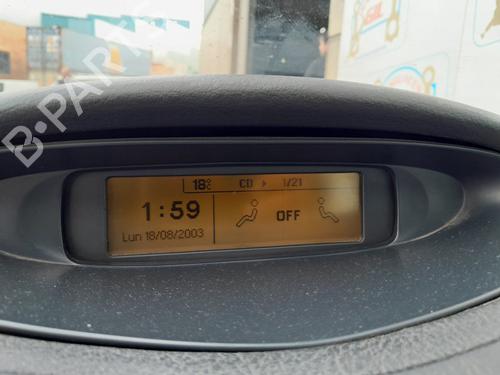 B-PARTS
18°C CD 1/21
1:59
OFF
Lun 18/08/2003